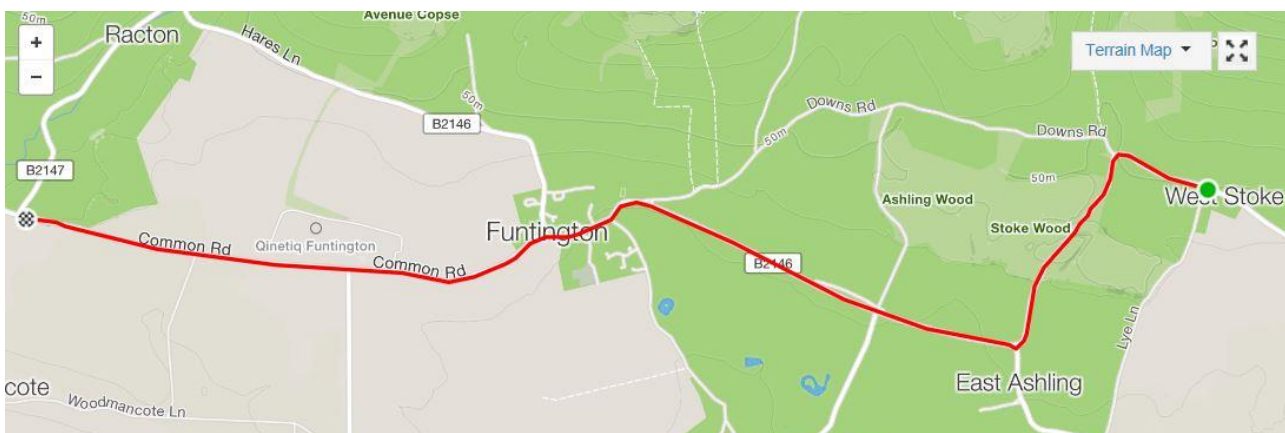 50m
Avenue Copse
Racton
+
−
Hares Ln
Terrain Map
50m
B2146
Downs Rd
50m
Downs Rd
B2147
50m
West Stoke
Ashling Wood
Stoke Wood
Funtington
Common Rd
Qinetiq Funtington
Common Rd
B2146
Lye Ln
East Ashling
cote
Woodmancote Ln